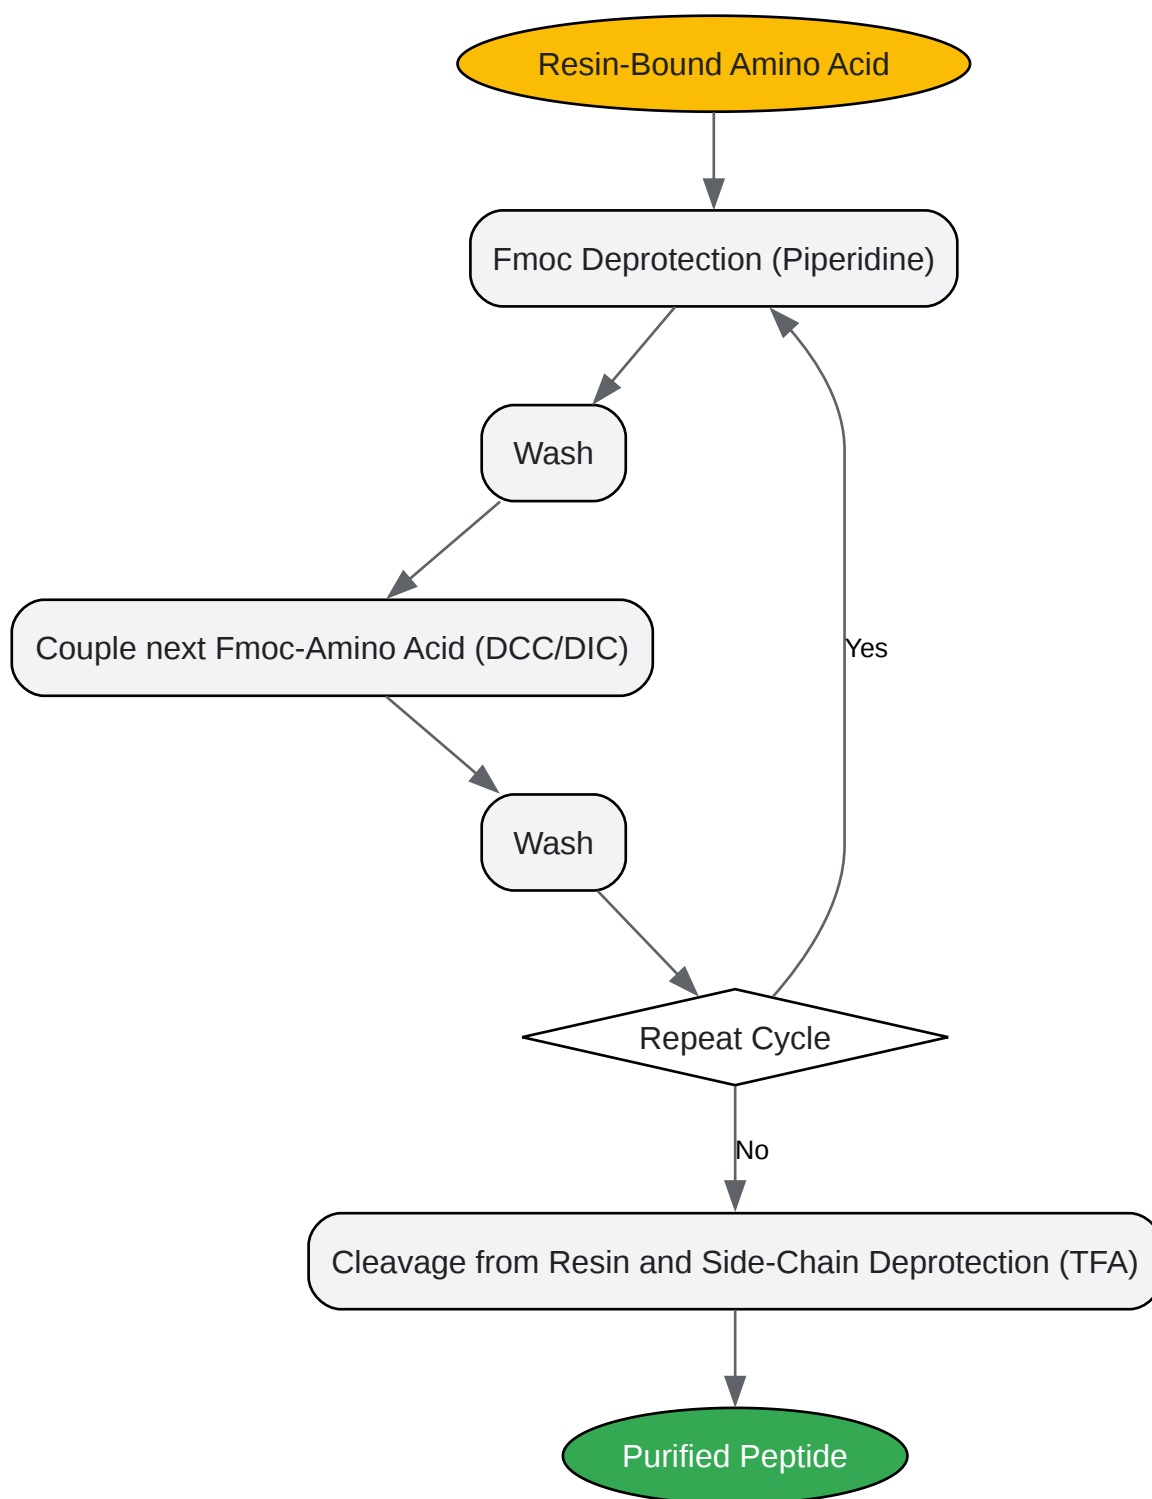 Resin-Bound Amino Acid
Fmoc Deprotection (Piperidine)
Wash
Couple next Fmoc-Amino Acid (DCC/DIC)
Yes
Wash
Repeat Cycle
No
Cleavage from Resin and Side-Chain Deprotection (TFA)
Purified Peptide